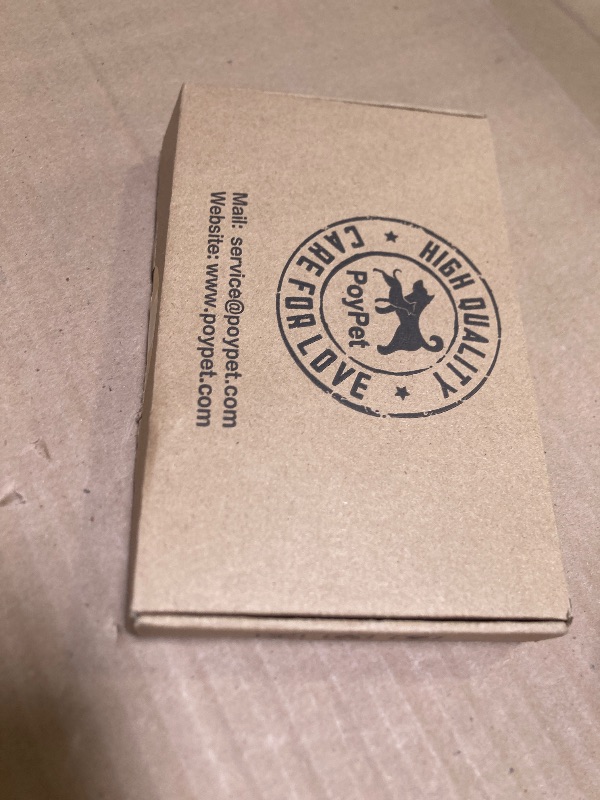 HIGH QUALITY
PoyPet
CARE FOR LOVE
Mail: service@poypet.com
Website: www.poypet.com